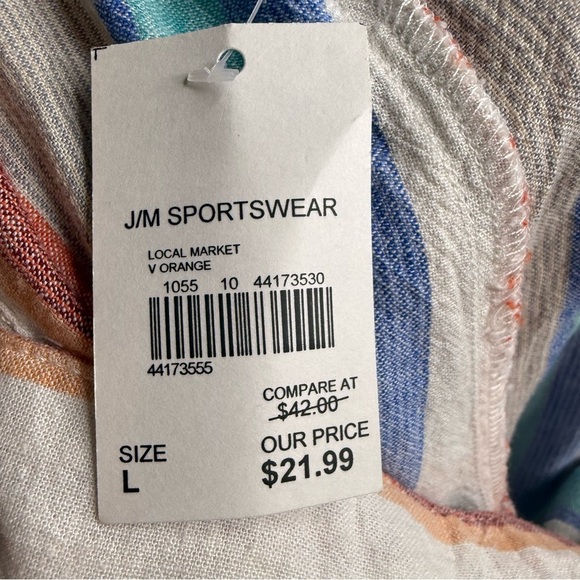 J/M SPORTSWEAR
LOCAL MARKET
V ORANGE
1055 10 44173530
44173555
COMPARE AT
$42.00
OUR PRICE
$21.99
SIZE
L